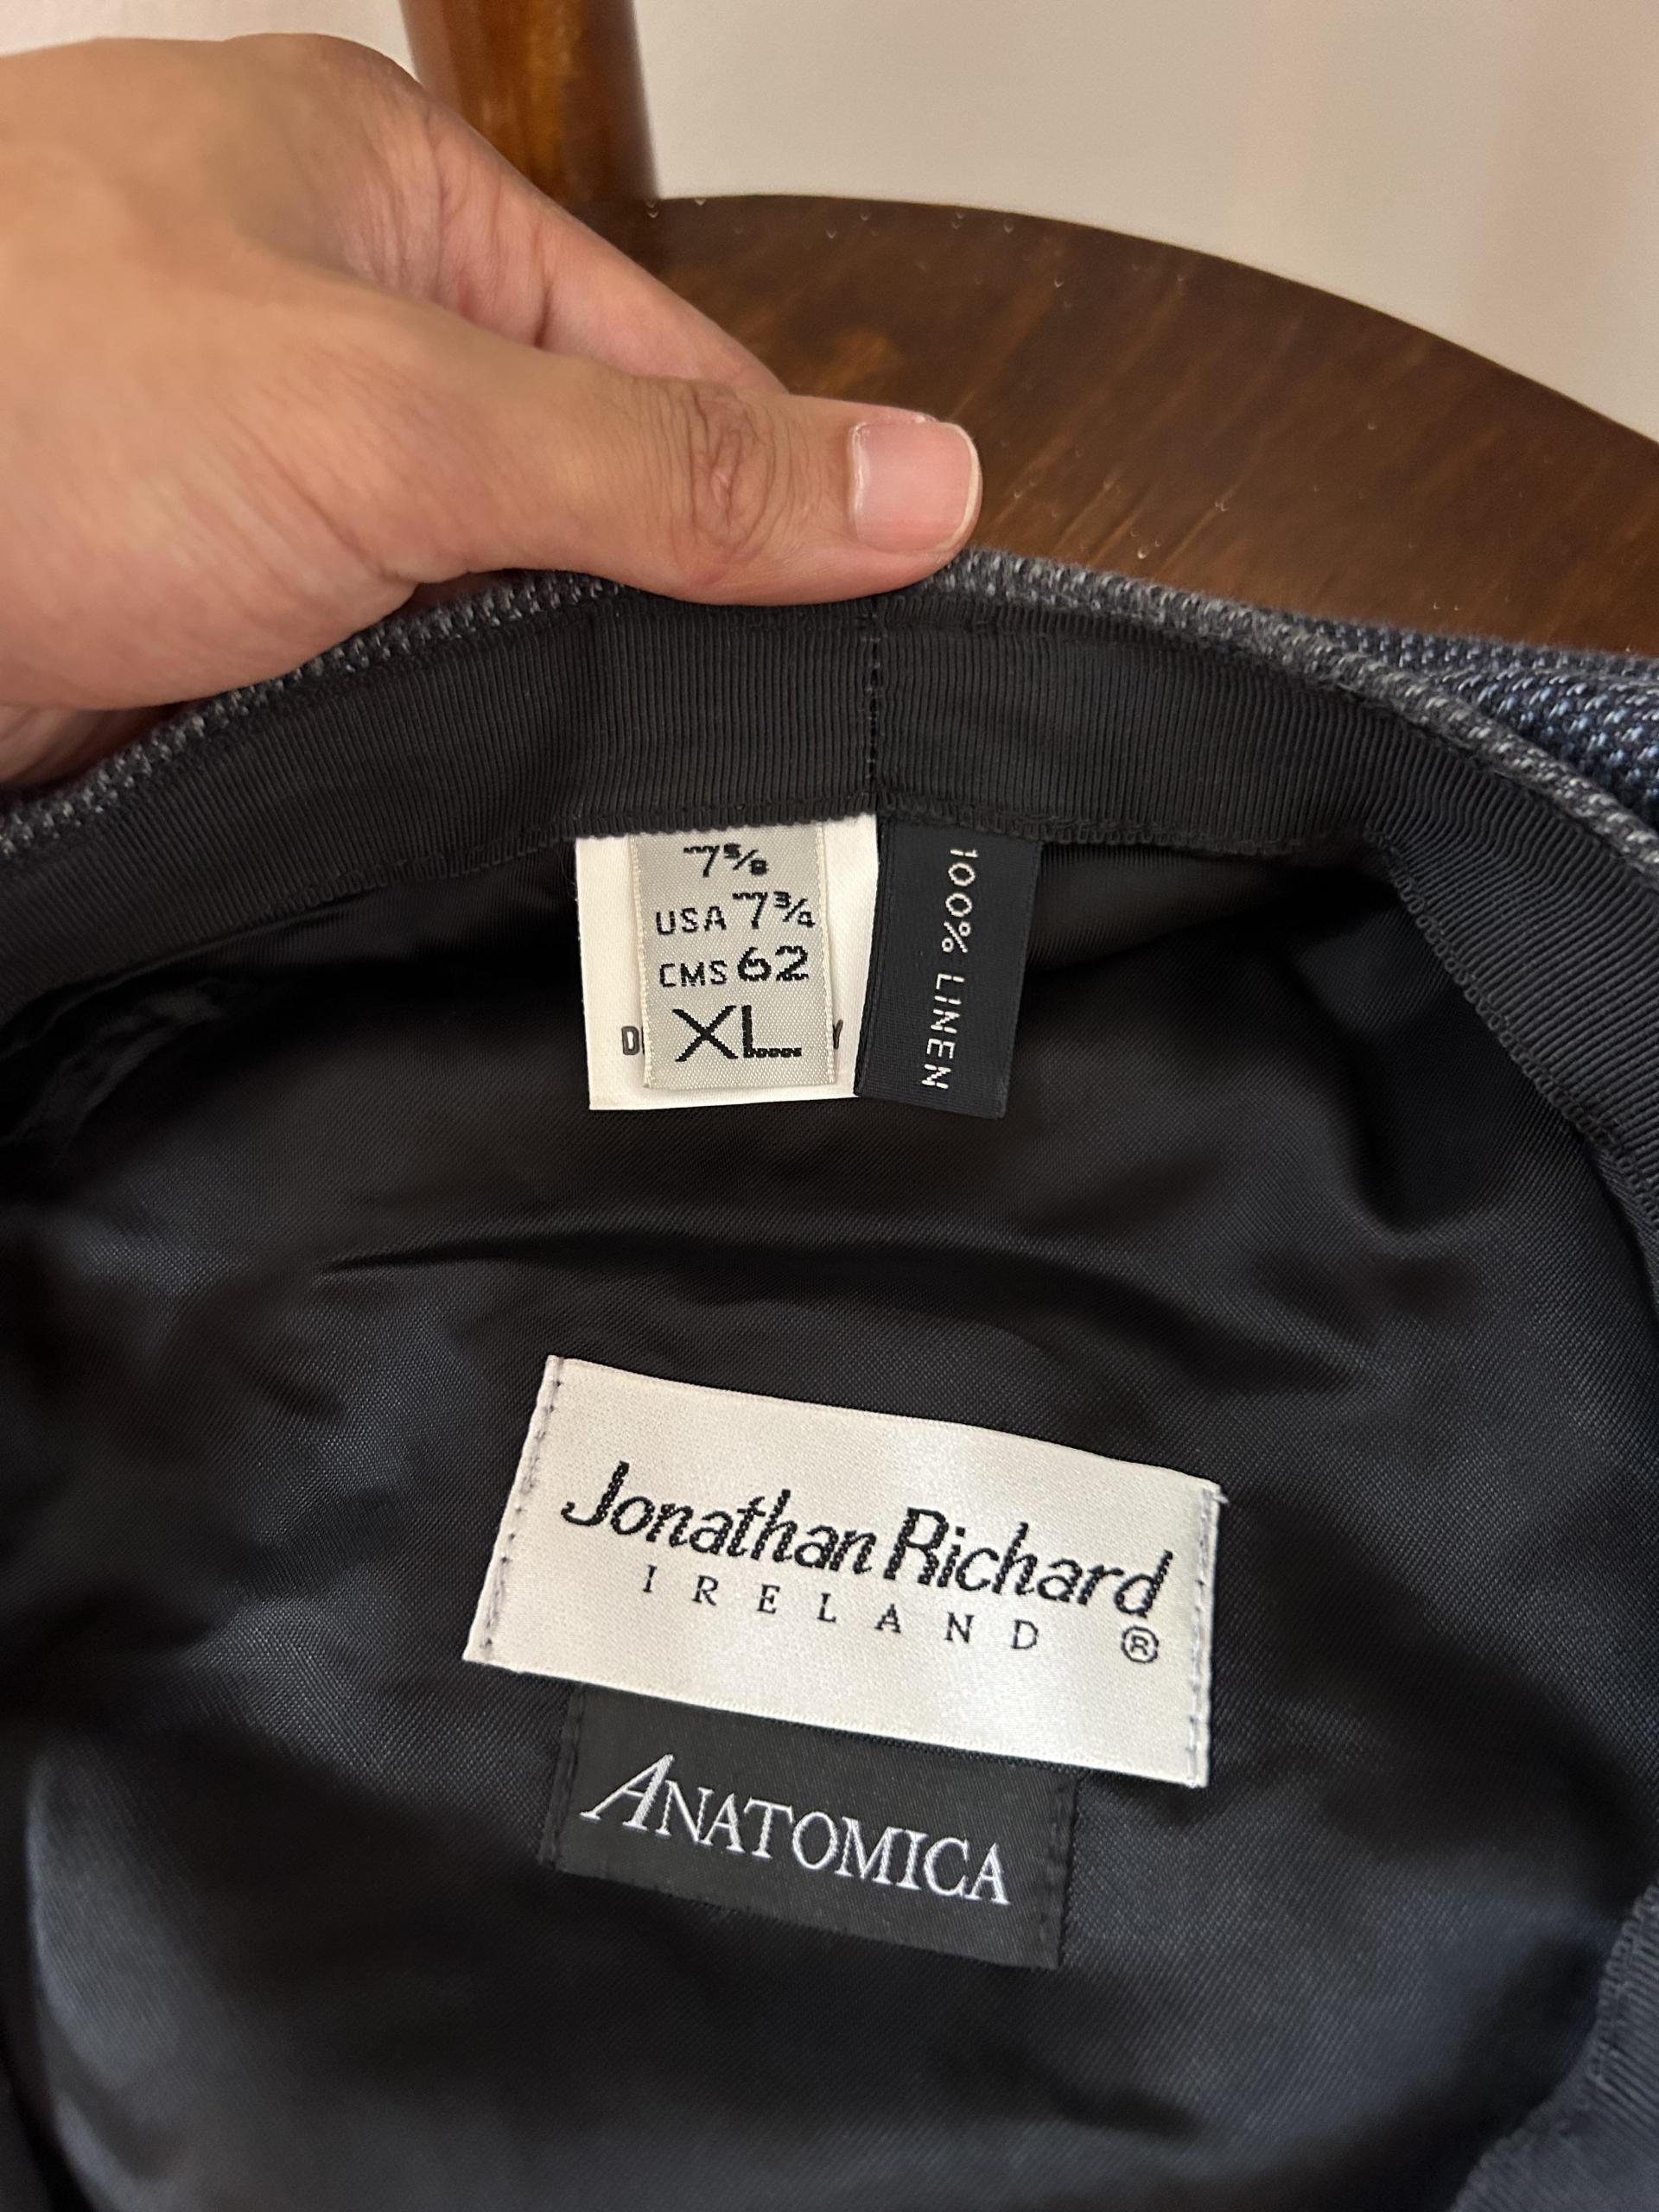 7⅝
USA 7¾
CMS 62
XL
100% LINEN
Jonathan Richard
IRELAND ®
ANATOMICA